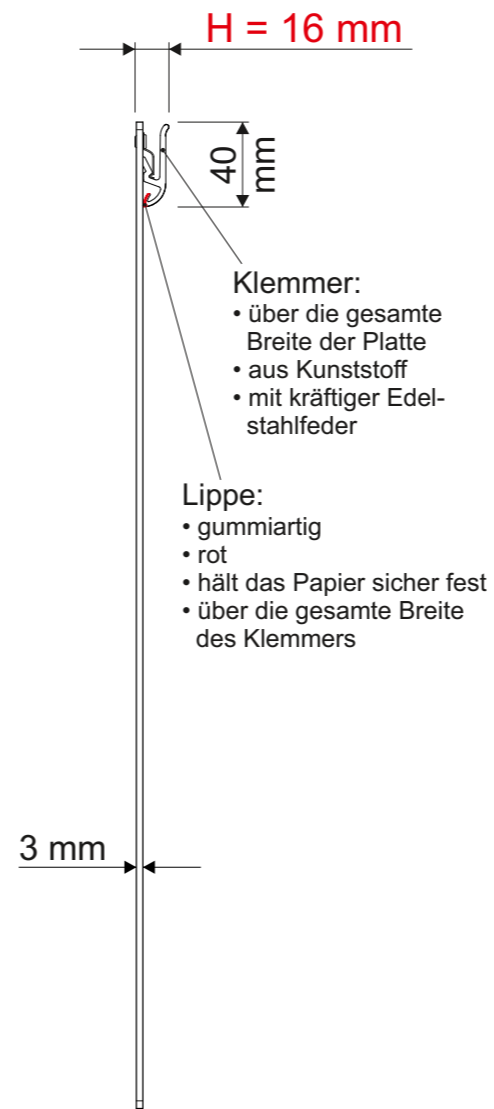 H = 16 mm
40
mm
Klemmer:
• über die gesamte
Breite der Platte
• aus Kunststoff
• mit kräftiger Edel-
stahlfeder
Lippe:
• gummiartig
• rot
• hält das Papier sicher fest
• über die gesamte Breite
des Klemmers
3 mm